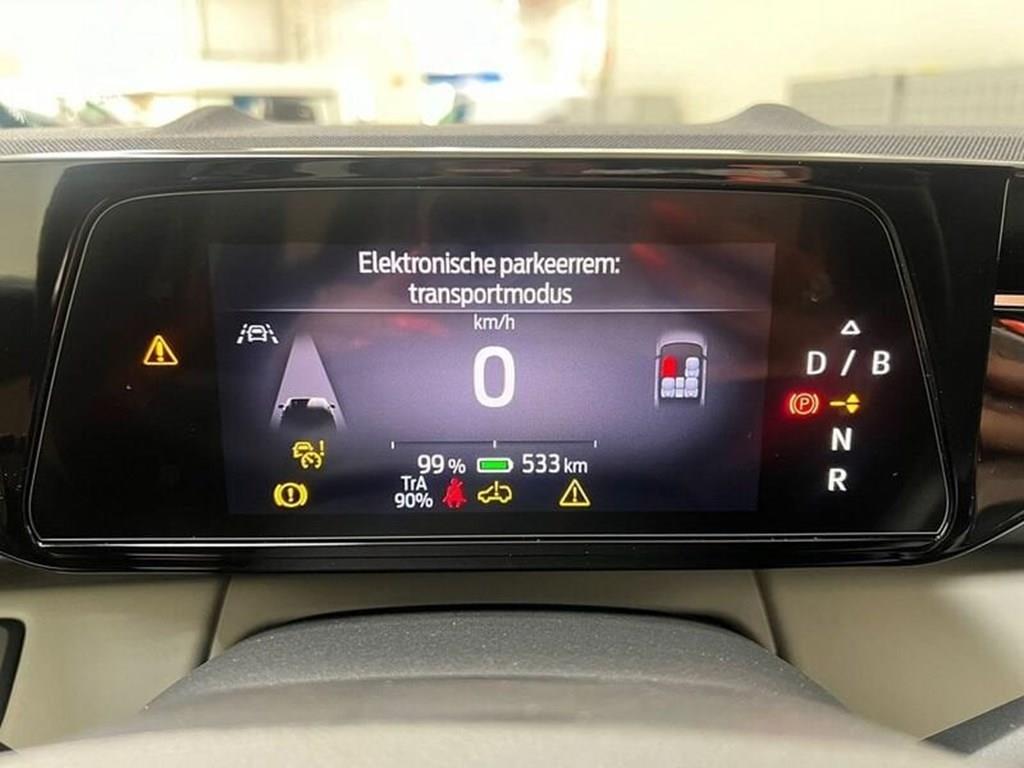 Elektronische parkeerrem:
transportmodus
km/h
0
D / B
P
N
R
99 % 533 km
TrA
90%